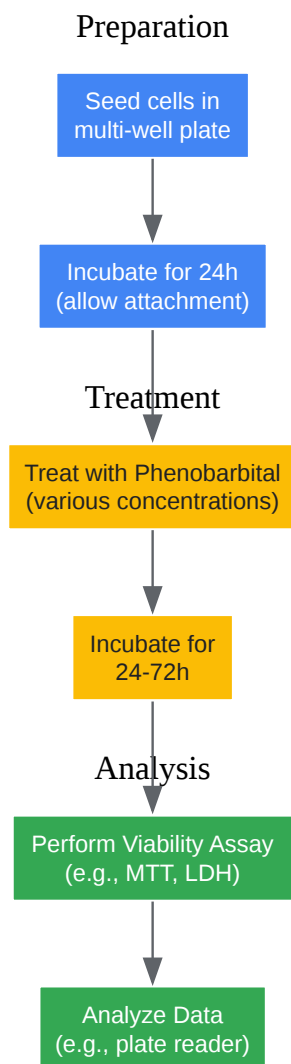 Preparation
Seed cells in
multi-well plate
Incubate for 24h
(allow attachment)
Treatment
Treat with Phenobarbital
(various concentrations)
Incubate for
24-72h
Analysis
Perform Viability Assay
(e.g., MTT, LDH)
Analyze Data
(e.g., plate reader)